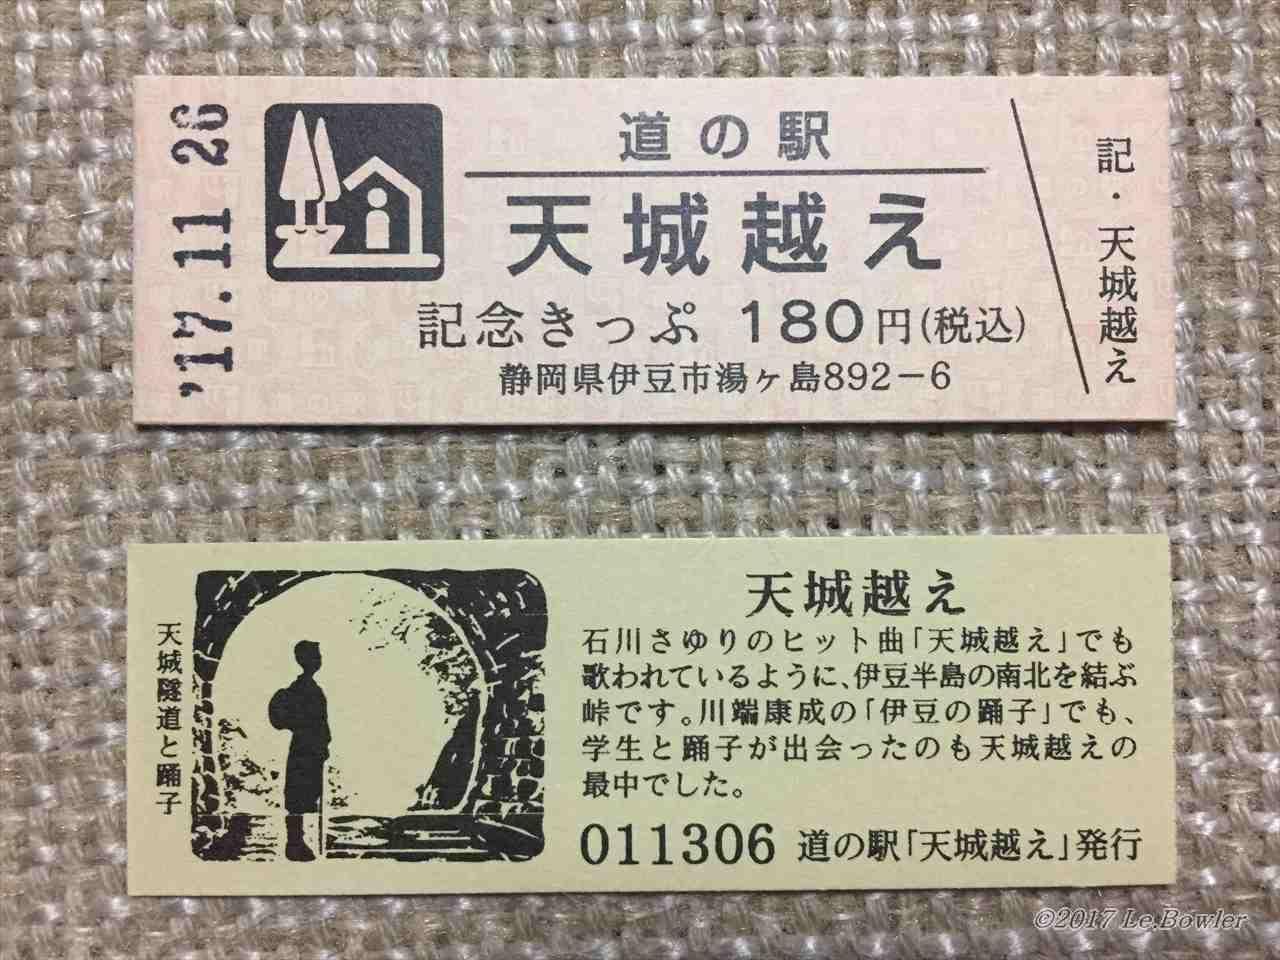 '17.11 26
道の駅
天城越え
記念きっぷ 180円(税込)
静岡県伊豆市湯ヶ島892-6
記・天城越え
天城隧道と踊子
天城越え
石川さゆりのヒット曲「天城越え」でも
歌われているように、伊豆半島の南北を結ぶ
峠です。川端康成の「伊豆の踊子」でも、
学生と踊子が出会ったのも天城越えの
最中でした。
011306 道の駅「天城越え」発行
©2017 Le.Bowler